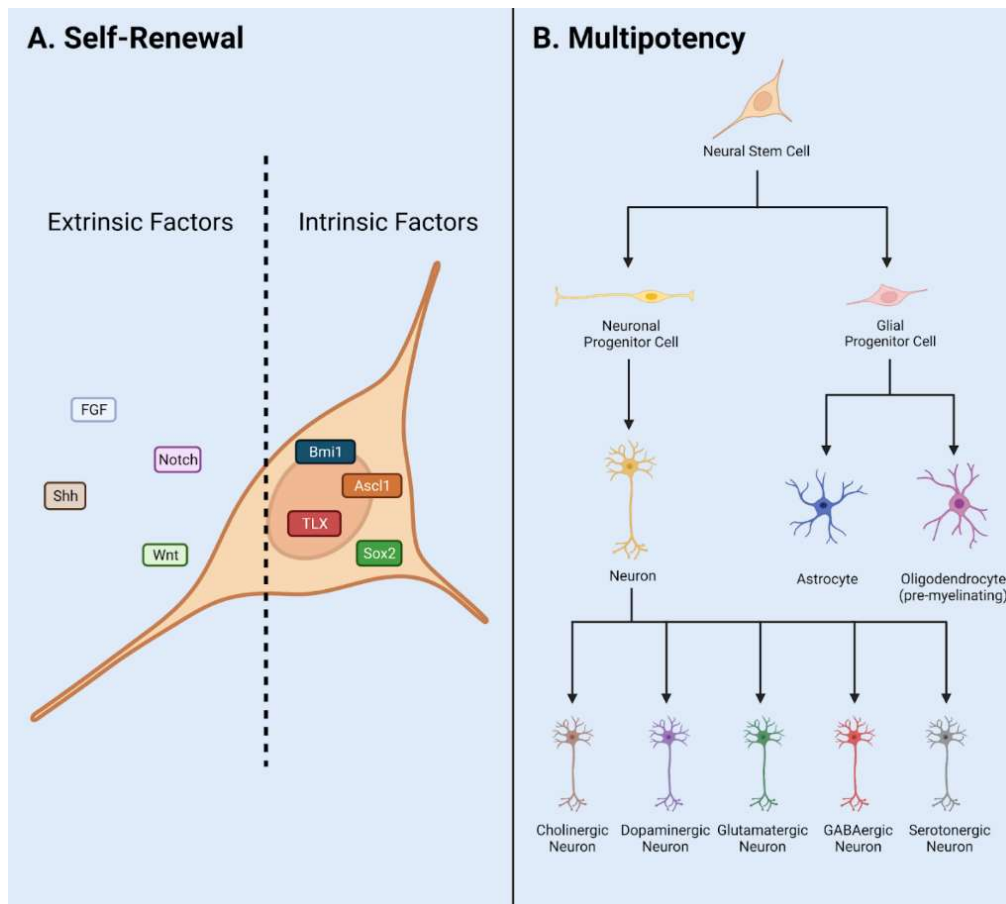 A. Self-Renewal
Extrinsic Factors
Intrinsic Factors
FGF
Notch
Shh
Wnt
Bmi1
Ascl1
TLX
Sox2
B. Multipotency
Neural Stem Cell
Neuronal
Progenitor Cell
Glial
Progenitor Cell
Neuron
Astrocyte
Oligodendrocyte
(pre-myelinating)
Cholinergic
Neuron
Dopaminergic
Neuron
Glutamatergic
Neuron
GABAergic
Neuron
Serotonergic
Neuron